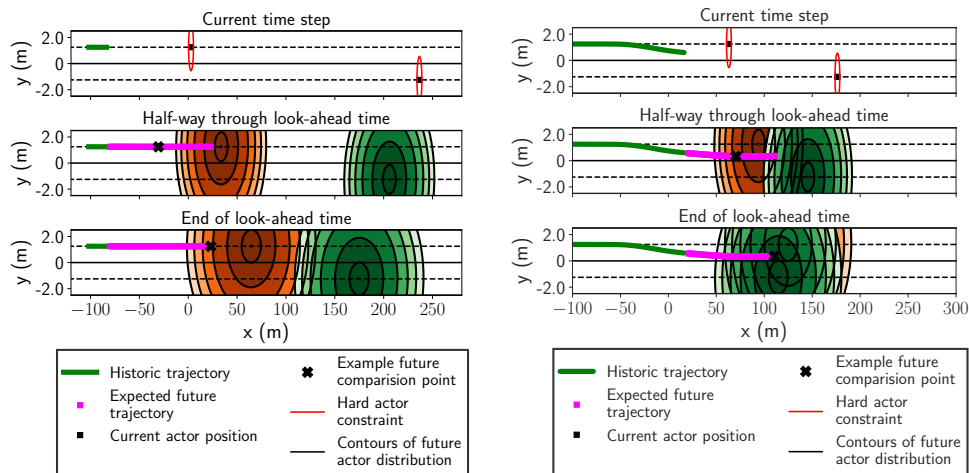 Current time step
2.0
0
-2.0
y (m)
Half-way through look-ahead time
2.0
0
-2.0
y (m)
End of look-ahead time
2.0
0
-2.0
y (m)
−100 −50 0 50 100 150 200 250
x (m)
Historic trajectory
Expected future
trajectory
Current actor position
Example future
comparision point
Hard actor
constraint
Contours of future
actor distribution
Current time step
2.0
0
-2.0
y (m)
Half-way through look-ahead time
2.0
0
-2.0
y (m)
End of look-ahead time
2.0
0
-2.0
y (m)
−100 −50 0 50 100 150 200 250 300
x (m)
Historic trajectory
Expected future
trajectory
Current actor position
Example future
comparision point
Hard actor
constraint
Contours of future
actor distribution